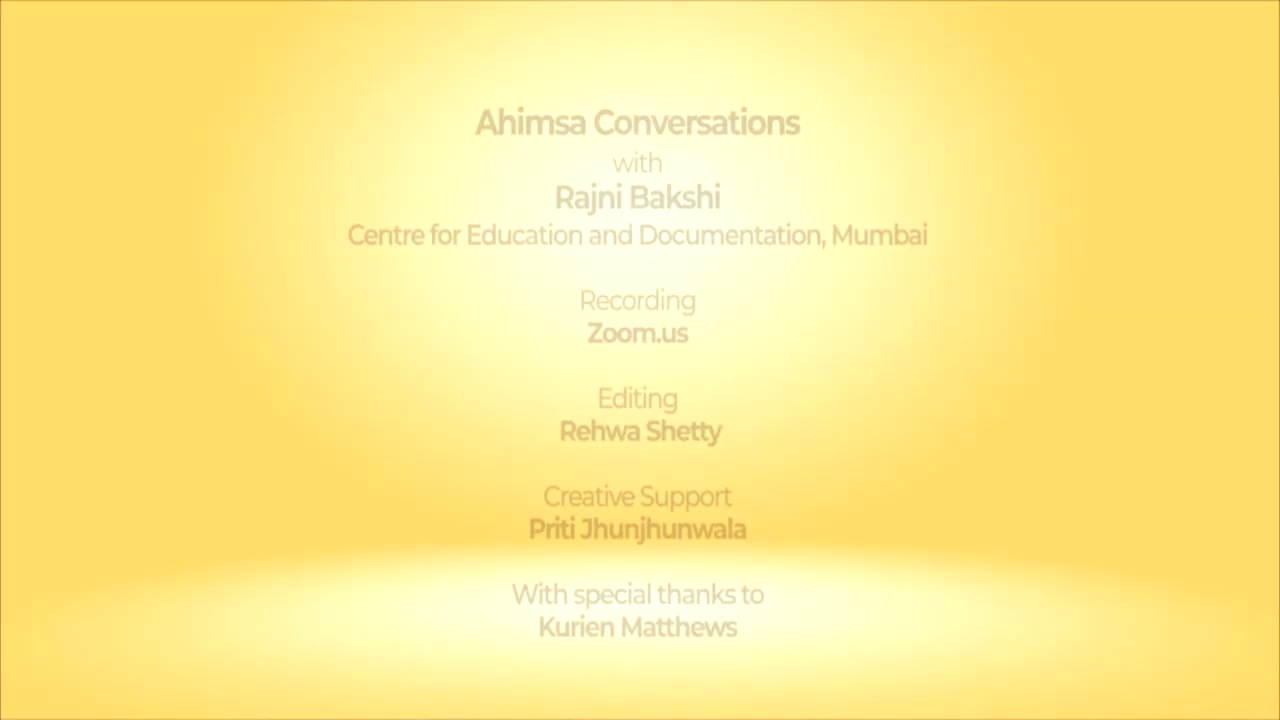 Ahimsa Conversations
with
Rajni Bakshi
Centre for Education and Documentation, Mumbai
Recording
Zoom.us
Editing
Rehwa Shetty
Creative Support
Priti Jhunjhunwala
With special thanks to
Kurien Matthews